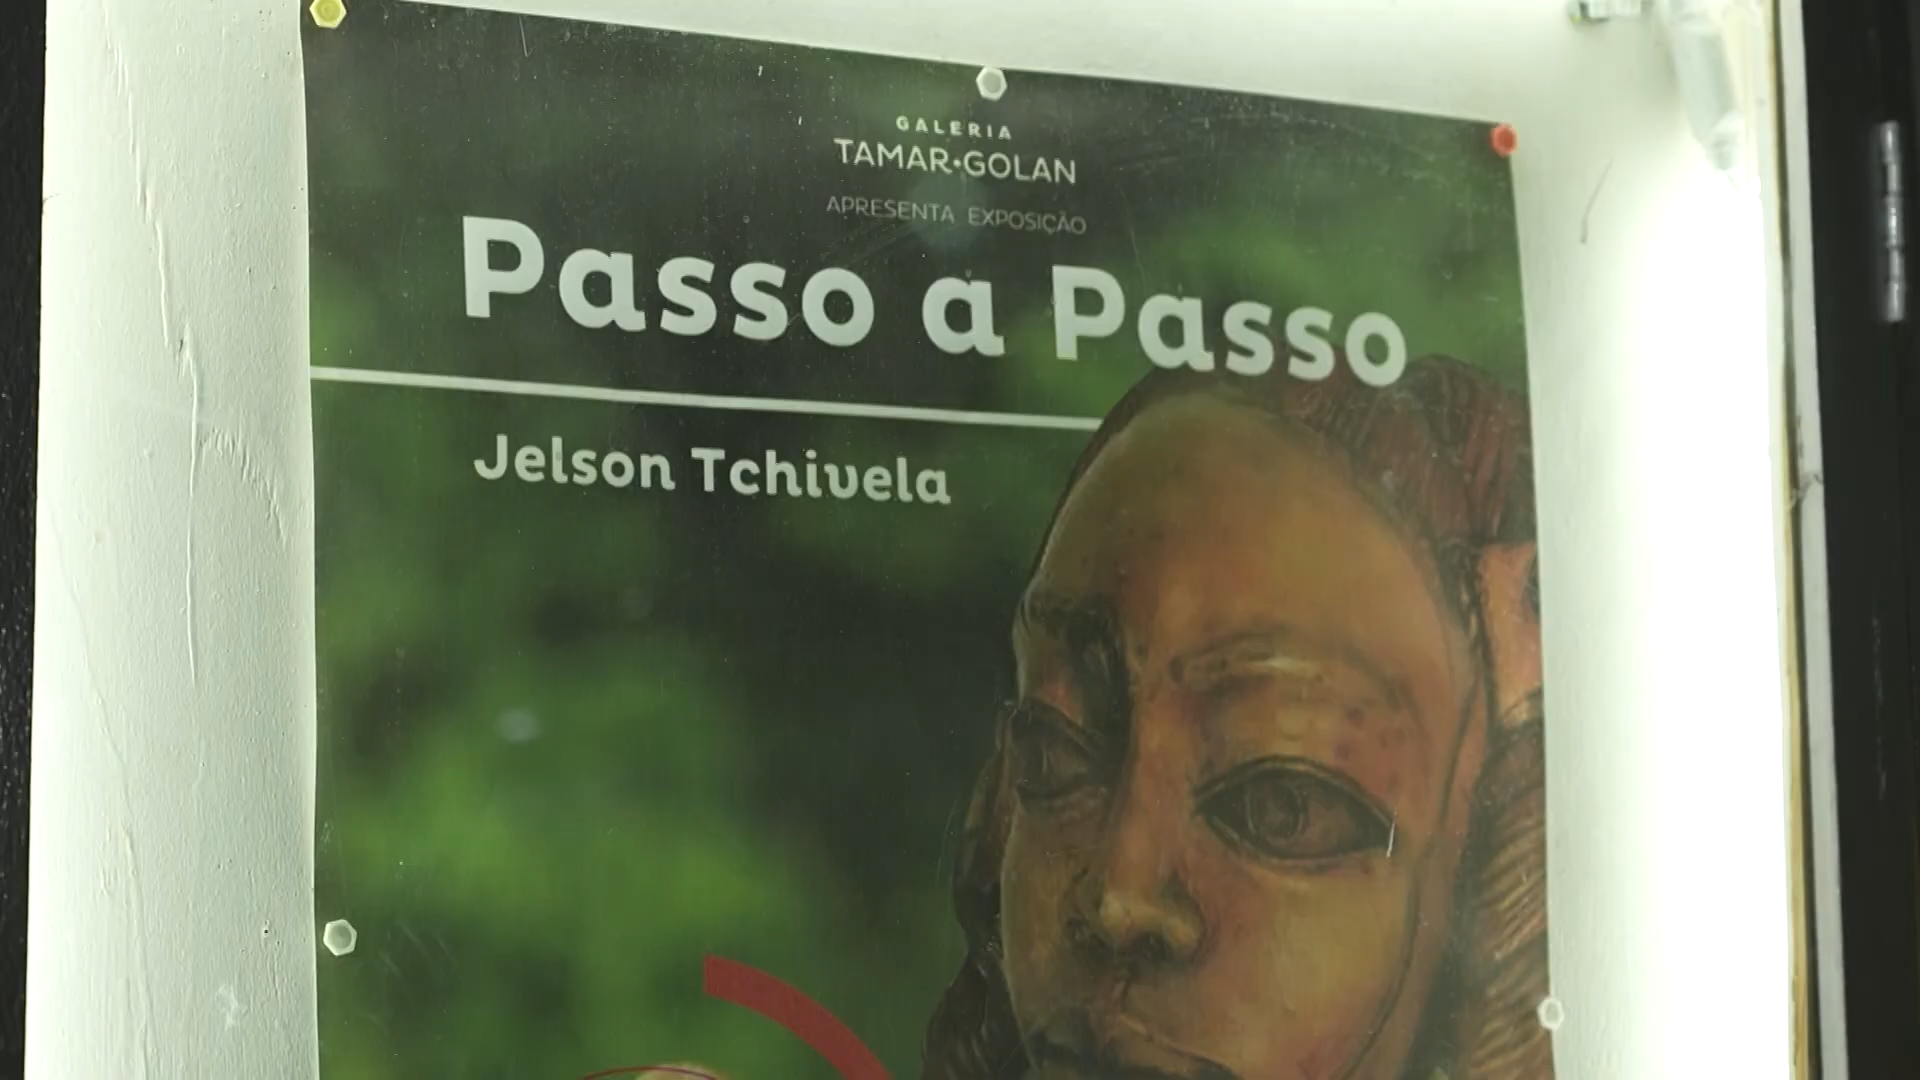 GALERIA
TAMAR•GOLAN
APRESENTA EXPOSIÇÃO
Passo a Passo
Jelson Tchivela